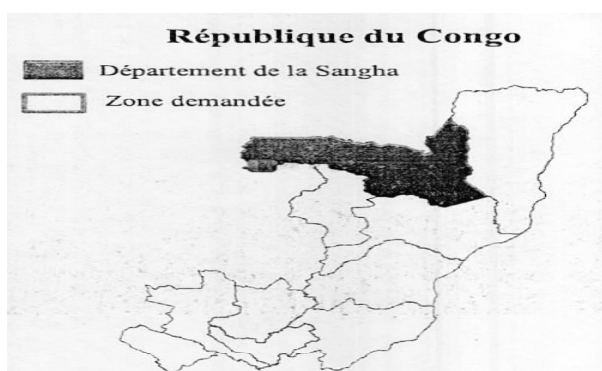 République du Congo
Département de la Sangha
Zone demandée